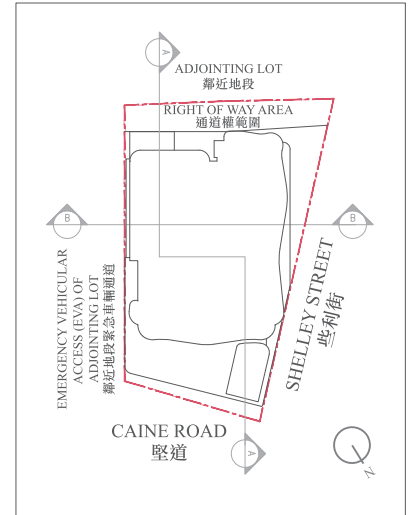 A
ADJOINTING LOT
鄰近地段
RIGHT OF WAY AREA
通道權範圍
B
B
EMERGENCY VEHICULAR
ACCESS (EVA) OF
ADJOINTING LOT
鄰近地段緊急車輛通道
SHELLEY STREET
些利街
CAINE ROAD
堅道
A
N